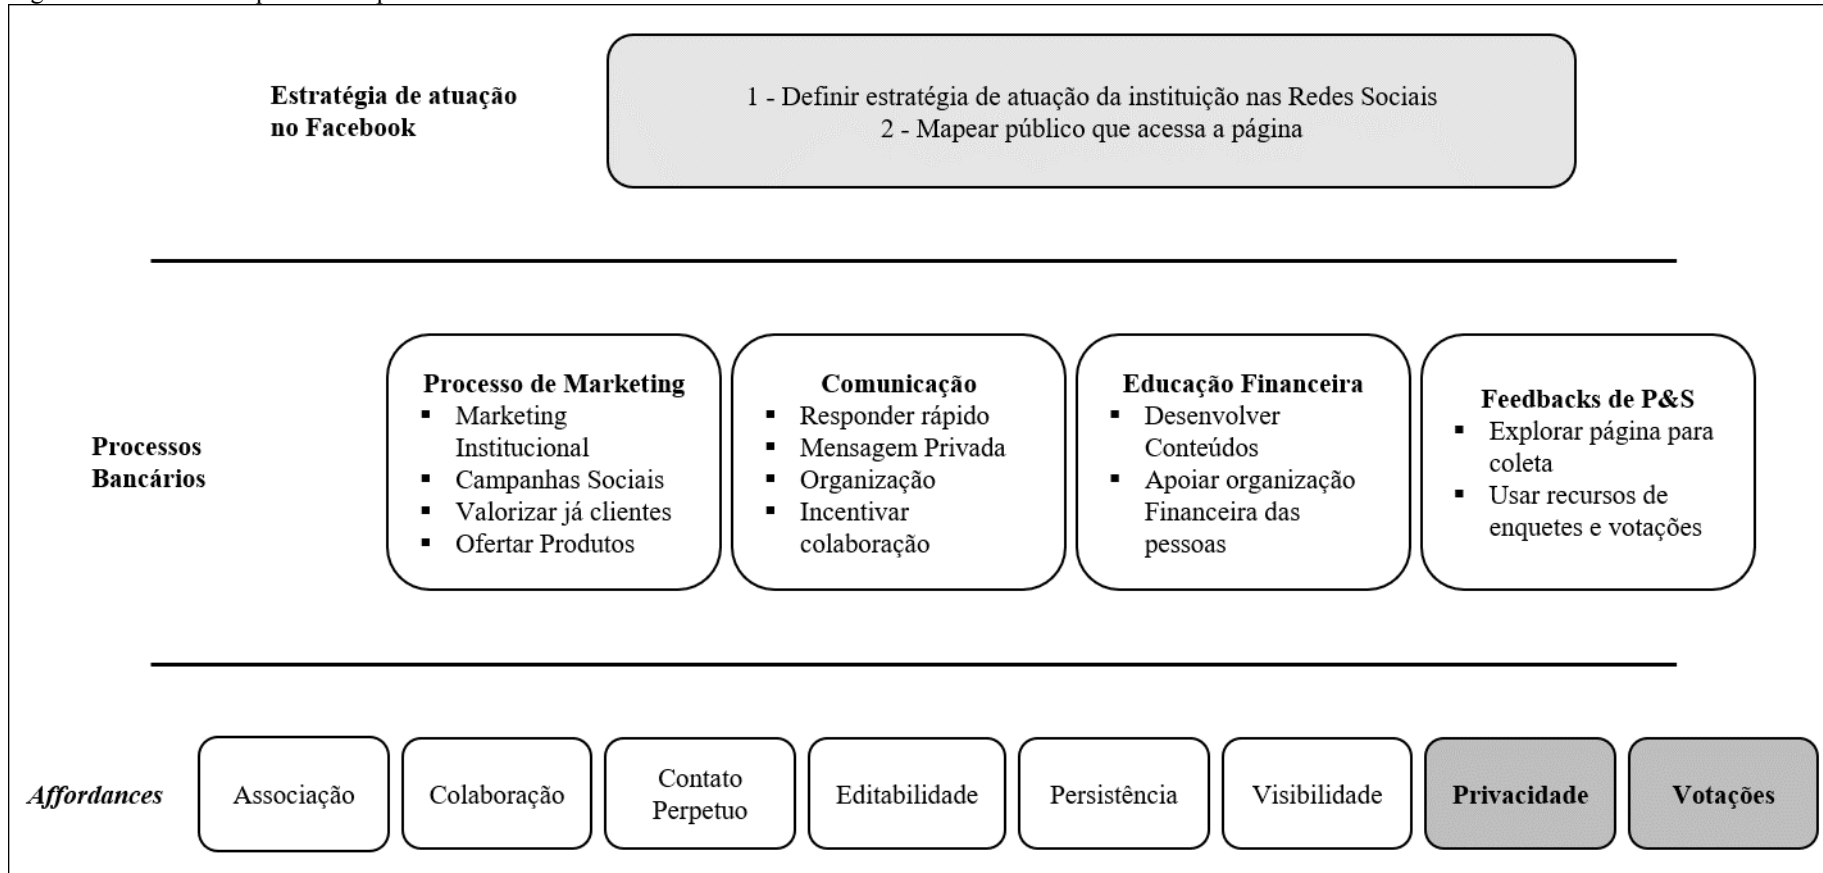 Estratégia de atuação
no Facebook
1 - Definir estratégia de atuação da instituição nas Redes Sociais
2 - Mapear público que acessa a página
Processos
Bancários
Processo de Marketing
▪ Marketing
Institucional
▪ Campanhas Sociais
▪ Valorizar já clientes
▪ Ofertar Produtos
Comunicação
▪ Responder rápido
▪ Mensagem Privada
▪ Organização
▪ Incentivar
colaboração
Educação Financeira
▪ Desenvolver
Conteúdos
▪ Apoiar organização
Financeira das
pessoas
Feedbacks de P&S
▪ Explorar página para
coleta
▪ Usar recursos de
enquetes e votações
Affordances
Associação
Colaboração
Contato
Perpetuo
Editabilidade
Persistência
Visibilidade
Privacidade
Votações